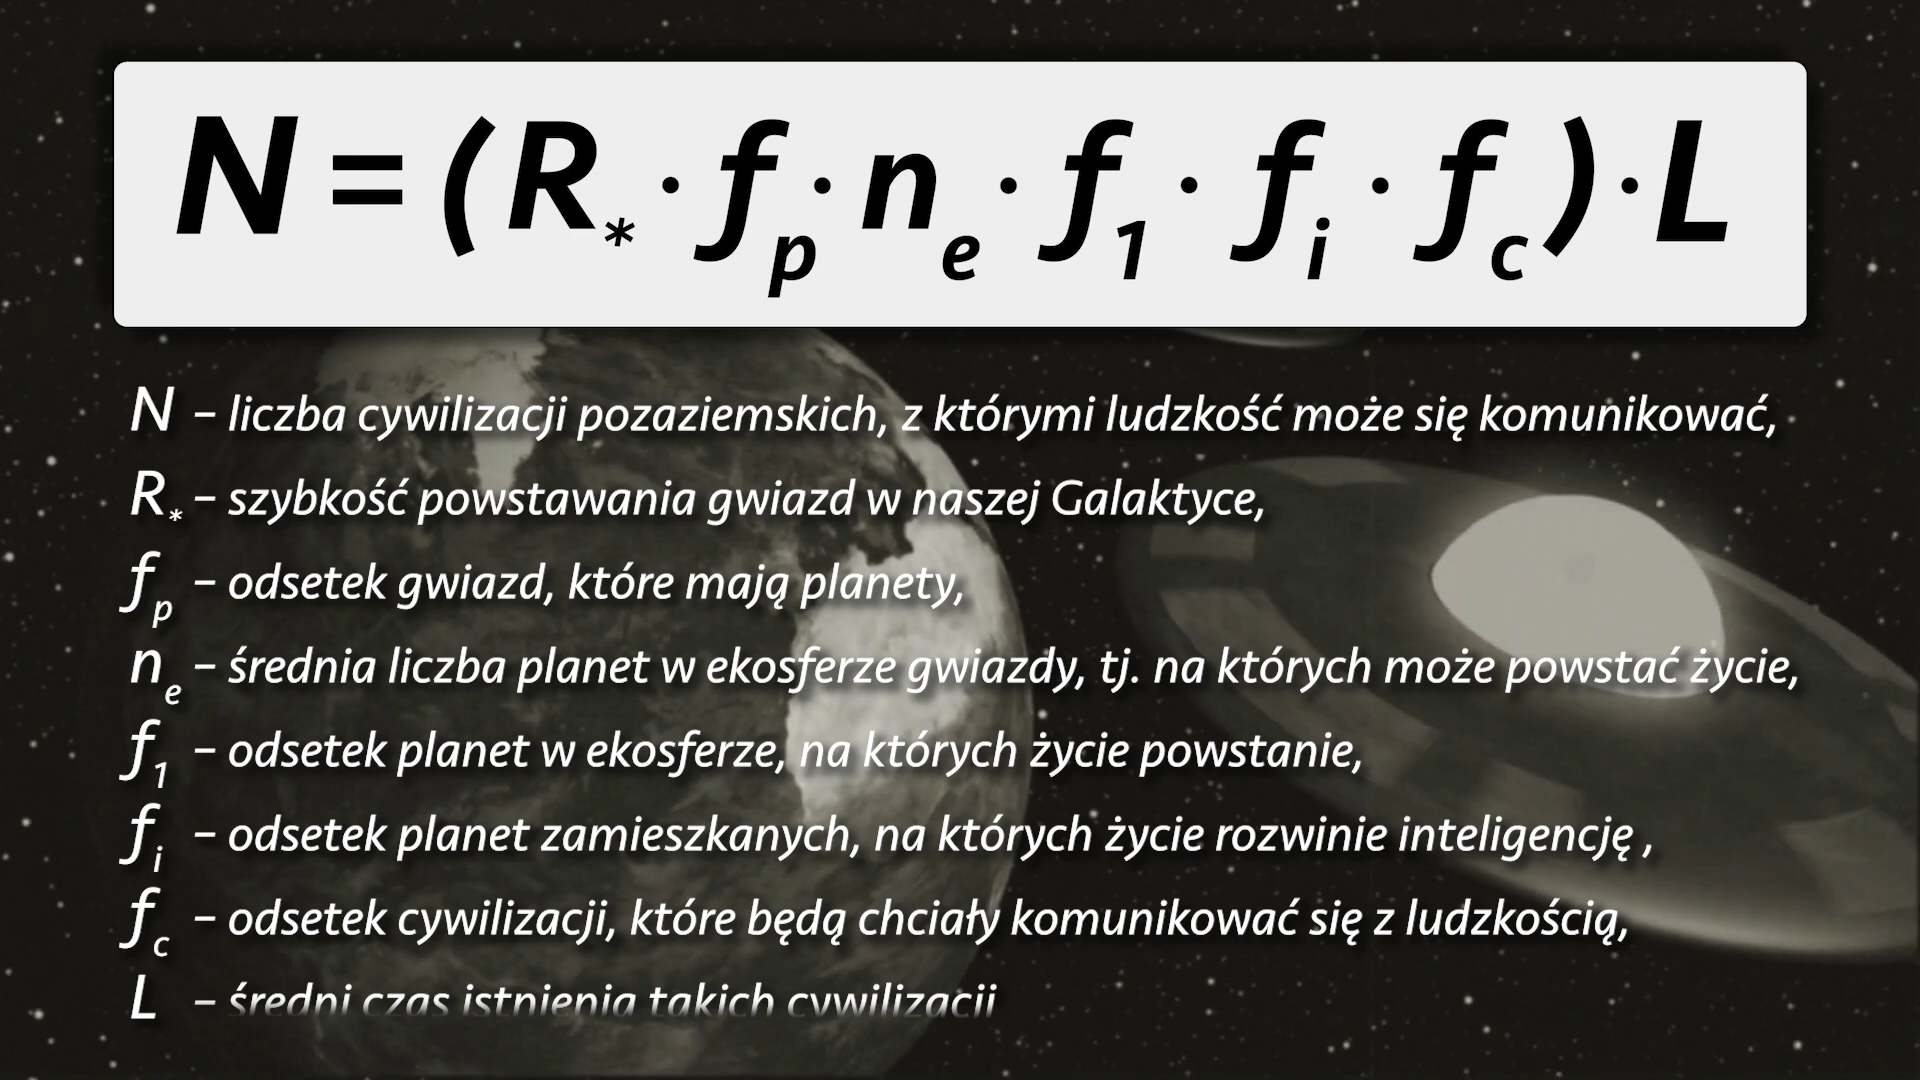 N = (R* · fp · ne · f1 · fi · fc) · L
N – liczba cywilizacji pozaziemskich, z którymi ludzkość może się komunikować,
R* – szybkość powstawania gwiazd w naszej Galaktyce,
fp – odsetek gwiazd, które mają planety,
ne – średnia liczba planet w ekosferze gwiazdy, tj. na których może powstać życie,
f1 – odsetek planet w ekosferze, na których życie powstanie,
fi – odsetek planet zamieszkanych, na których życie rozwinie inteligencję ,
fc – odsetek cywilizacji, które będą chciały komunikować się z ludzkością,
L – średni czas istnienia takich cywilizacji